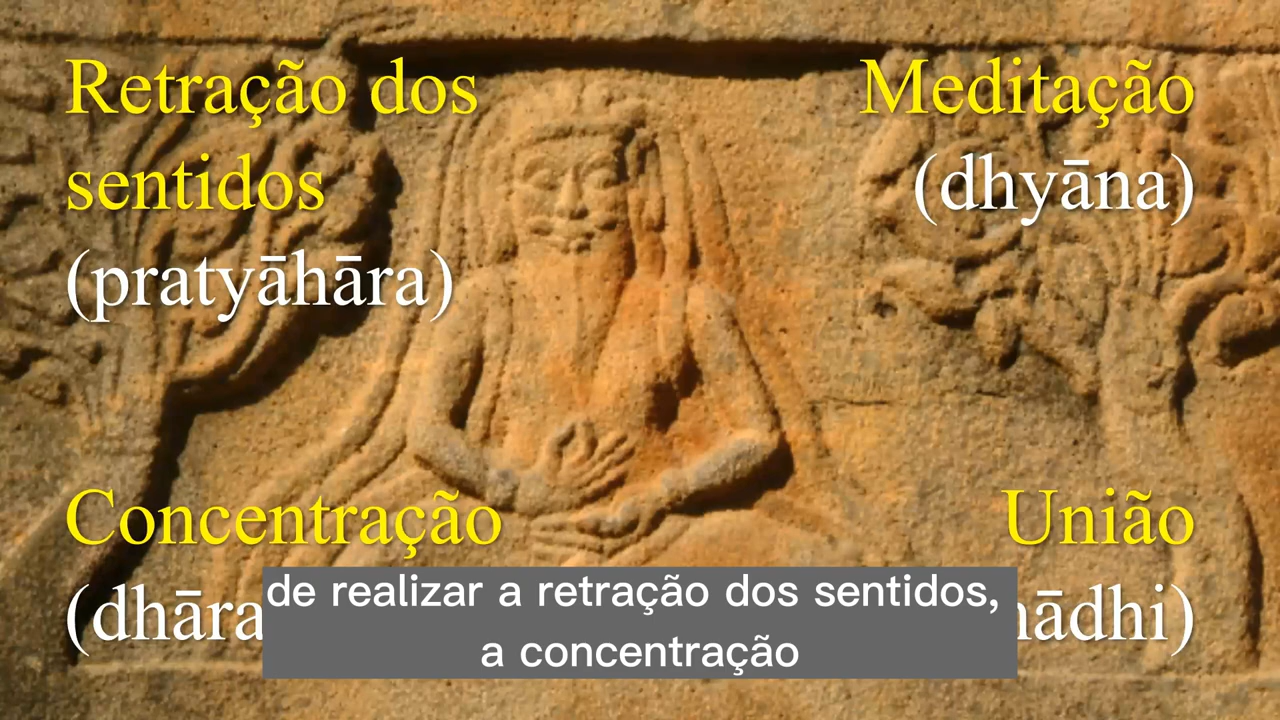 Retração dos
sentidos
(pratyāhāra)
Meditação
(dhyāna)
Concentração
União
de realizar a retração dos sentidos,
a concentração